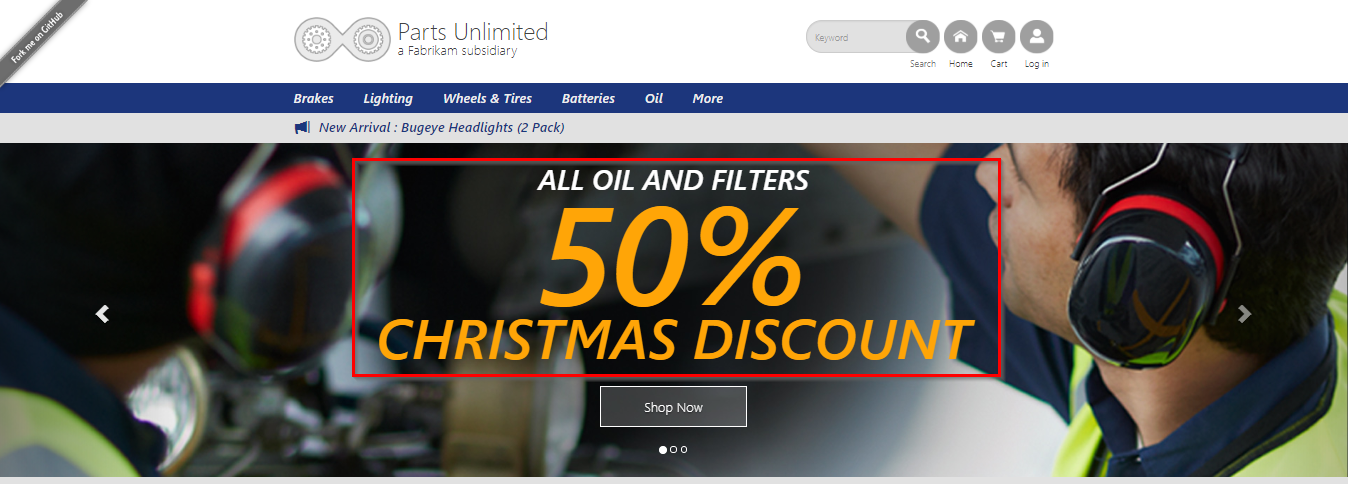 Fork me on GitHub
Parts Unlimited
a Fabrikam subsidiary
Keyword
Search Home Cart Log in
Brakes Lighting Wheels & Tires Batteries Oil More
New Arrival : Bugeye Headlights (2 Pack)
ALL OIL AND FILTERS
50%
CHRISTMAS DISCOUNT
Shop Now